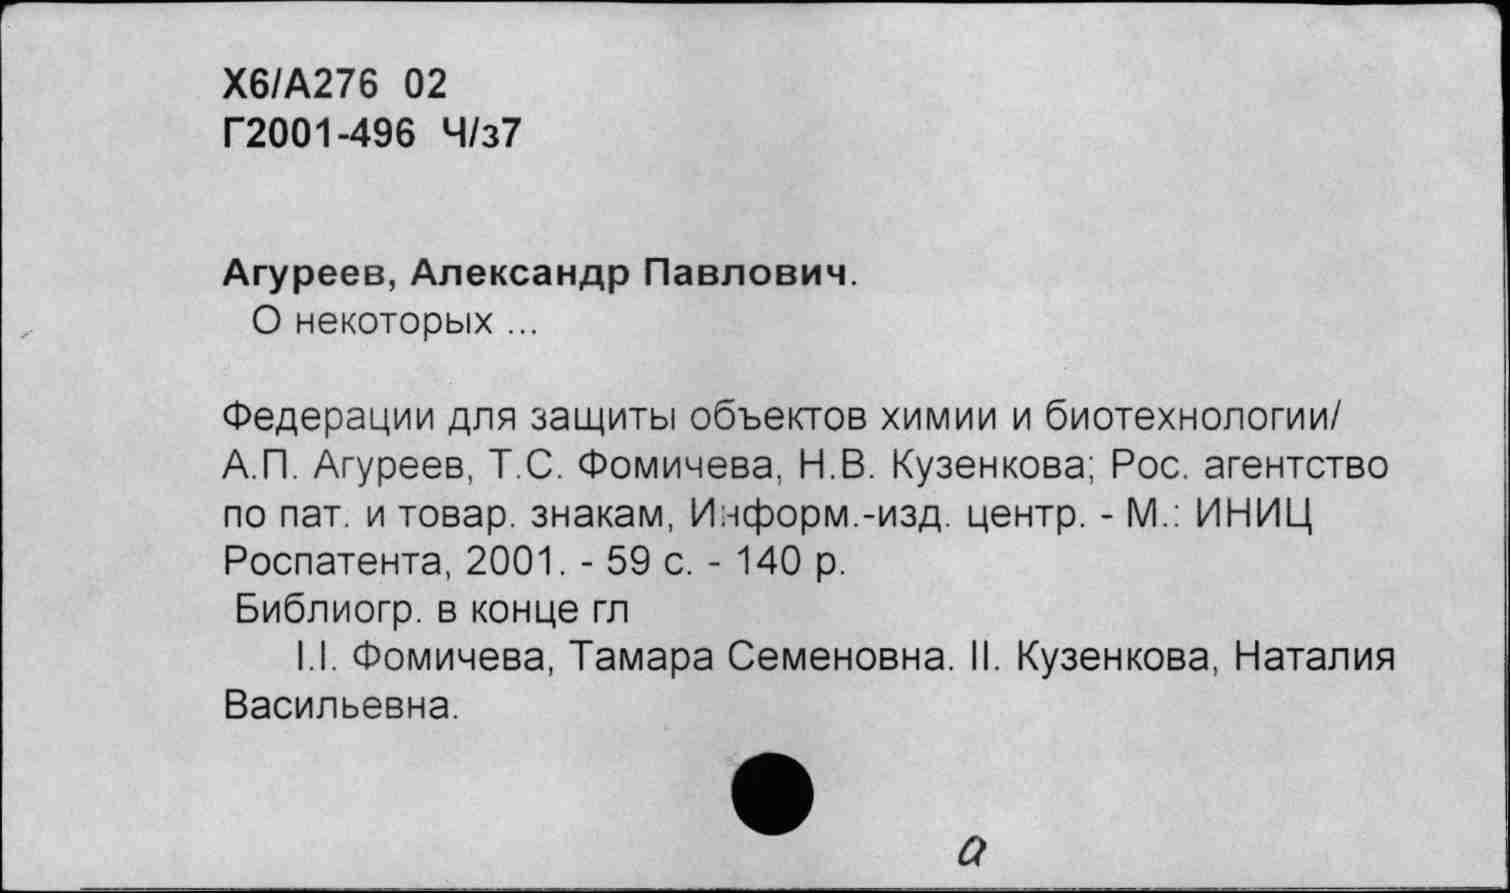 Х6/А276 02
Г2001-496 Ч/з7
Агуреев, Александр Павлович.
О некоторых ...
Федерации для защиты объектов химии и биотехнологии/
А.П. Агуреев, Т.С. Фомичева, Н.В. Кузенкова; Рос. агентство
по пат. и товар. знакам, Информ.-изд. центр. - М.: ИНИЦ
Роспатента, 2001. - 59 с. - 140 р.
Библиогр. в конце гл
I.I. Фомичева, Тамара Семеновна. II. Кузенкова, Наталия
Васильевна.
а